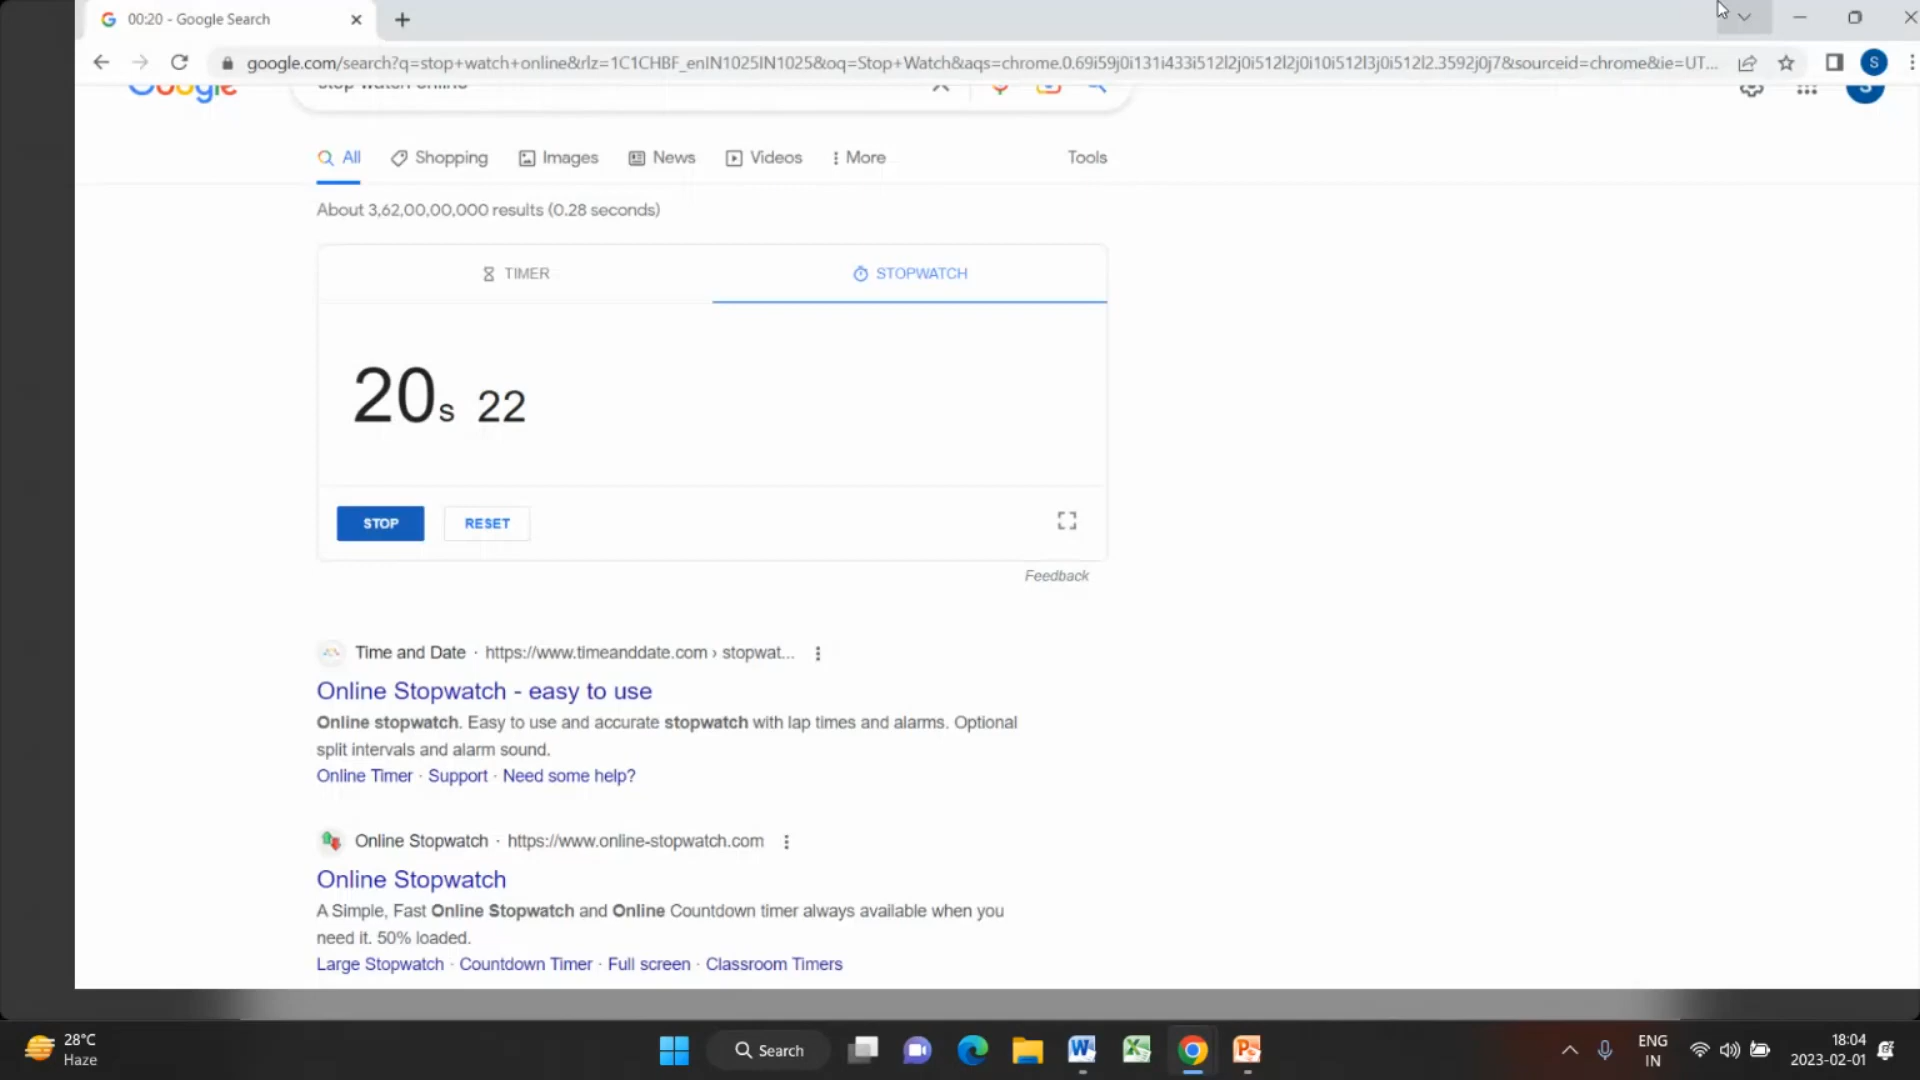 00:20 - Google Search
google.com/search?q=stop+watch+online&rlz=1C1CHBF_enIN1025IN1025&oq=Stop+Watch&aqs=chrome.0.69i59j0i131i433i512l2j0i512l2j0i10i512l3j0i512l2.3592j0j7&sourceid=chrome&ie=UT...
S
Google
stop watch online
S
All
Shopping
Images
News
Videos
More
Tools
About 3,62,00,00,000 results (0.28 seconds)
TIMER
STOPWATCH
20s 22
STOP
RESET
Feedback
Time and Date · https://www.timeanddate.com › stopwat...
Online Stopwatch - easy to use
Online stopwatch. Easy to use and accurate stopwatch with lap times and alarms. Optional
split intervals and alarm sound.
Online Timer · Support · Need some help?
Online Stopwatch · https://www.online-stopwatch.com
Online Stopwatch
A Simple, Fast Online Stopwatch and Online Countdown timer always available when you
need it. 50% loaded.
Large Stopwatch · Countdown Timer · Full screen · Classroom Timers
28°C
Haze
Search
ENG
IN
18:04
2023-02-01